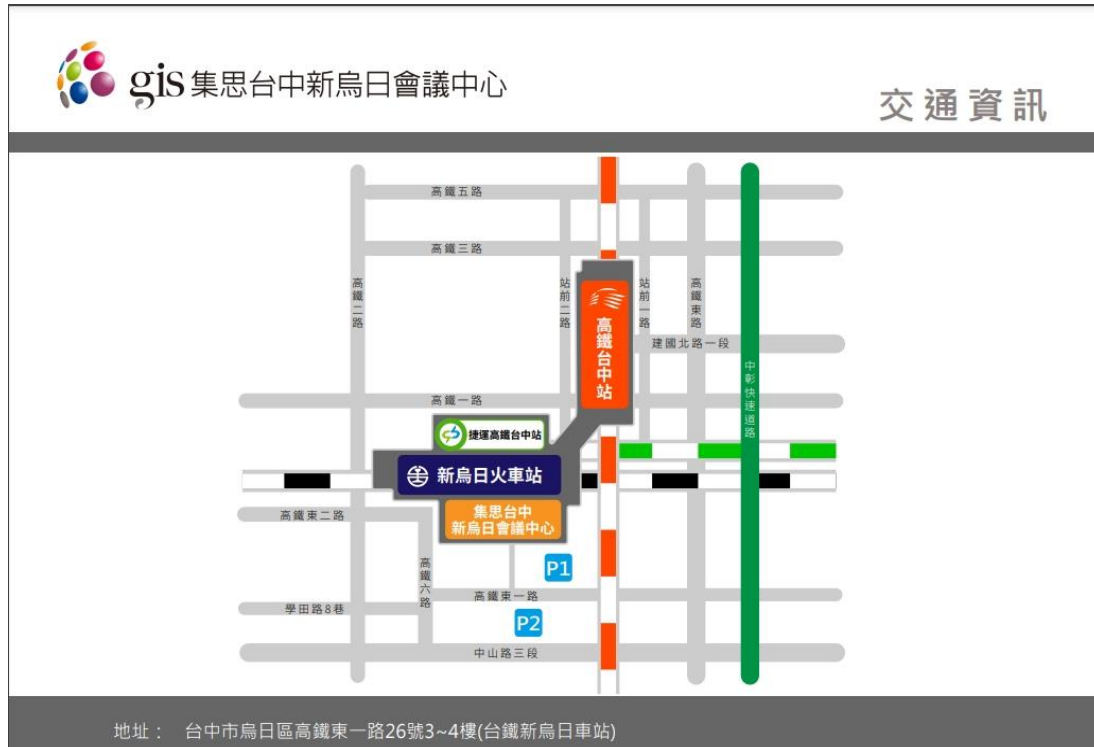 gis 集思台中新烏日會議中心
交通資訊
高鐵五路
高鐵三路
高鐵二路
站前二路
高鐵台中站
站前一路
高鐵東路
建國北路一段
中彰快速道路
高鐵一路
捷運高鐵台中站
新烏日火車站
集思台中
新烏日會議中心
高鐵東二路
高鐵六路
P1
高鐵東一路
學田路8巷
P2
中山路三段
地址： 台中市烏日區高鐵東一路26號3~4樓(台鐵新烏日車站)